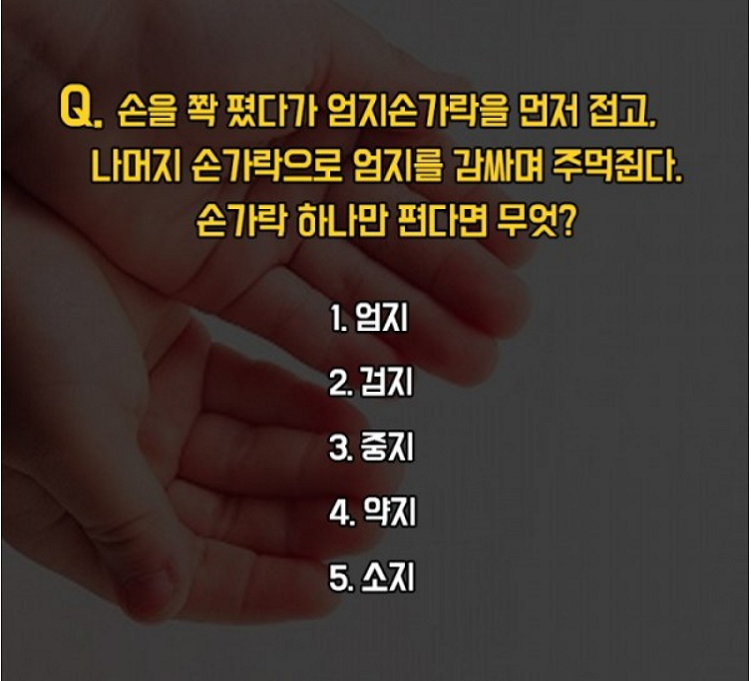 Q. 손을 쫙 폈다가 엄지손가락을 먼저 접고,
나머지 손가락으로 엄지를 감싸며 주먹쥡다.
손가락 하나만 편다면 무엇?
1. 엄지
2. 검지
3. 중지
4. 약지
5. 소지